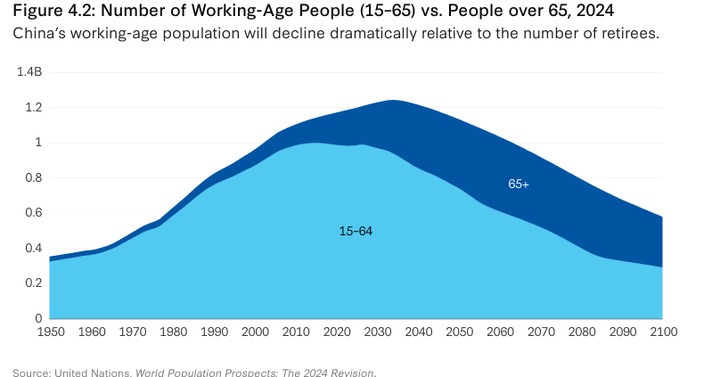 Figure 4.2: Number of Working-Age People (15–65) vs. People over 65, 2024
China's working-age population will decline dramatically relative to the number of retirees.
1.4B
1.2
1
0.8
65+
0.6
15–64
0.4
0.2
0
1950 1960 1970 1980 1990 2000 2010 2020 2030 2040 2050 2060 2070 2080 2090 2100
Source: United Nations. World Population Prospects: The 2024 Revision.